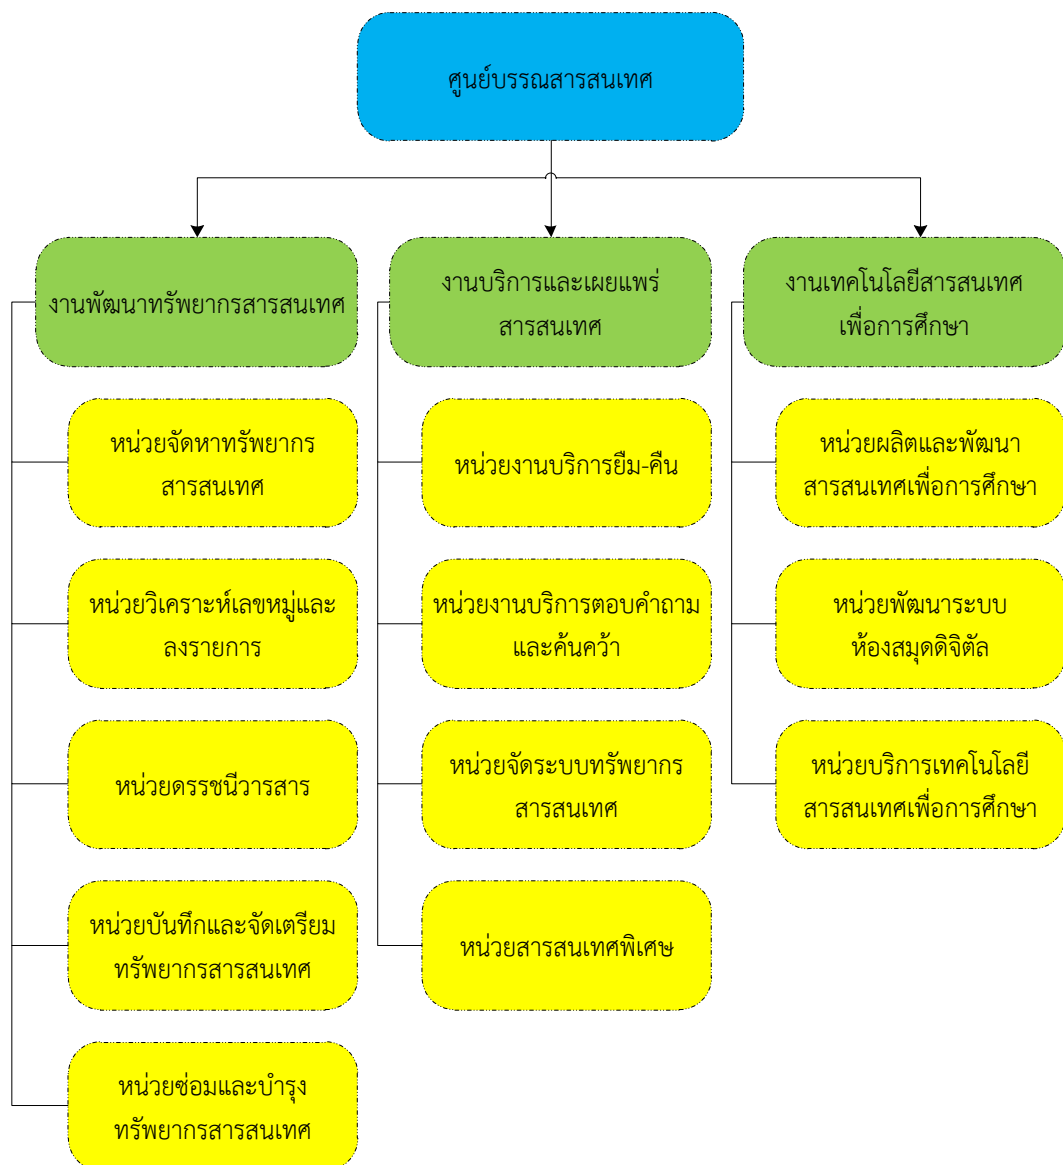 ศูนย์บรรณสารสนเทศ
งานพัฒนาทรัพยากรสารสนเทศ
หน่วยจัดหาทรัพยากร
สารสนเทศ
หน่วยวิเคราะห์เลขหมู่และ
ลงรายการ
หน่วยดรรชนีวารสาร
หน่วยบันทึกและจัดเตรียม
ทรัพยากรสารสนเทศ
หน่วยซ่อมและบำรุง
ทรัพยากรสารสนเทศ
งานบริการและเผยแพร่
สารสนเทศ
หน่วยงานบริการยืม-คืน
หน่วยงานบริการตอบคำถาม
และค้นคว้า
หน่วยจัดระบบทรัพยากร
สารสนเทศ
หน่วยสารสนเทศพิเศษ
งานเทคโนโลยีสารสนเทศ
เพื่อการศึกษา
หน่วยผลิตและพัฒนา
สารสนเทศเพื่อการศึกษา
หน่วยพัฒนาระบบ
ห้องสมุดดิจิตัล
หน่วยบริการเทคโนโลยี
สารสนเทศเพื่อการศึกษา